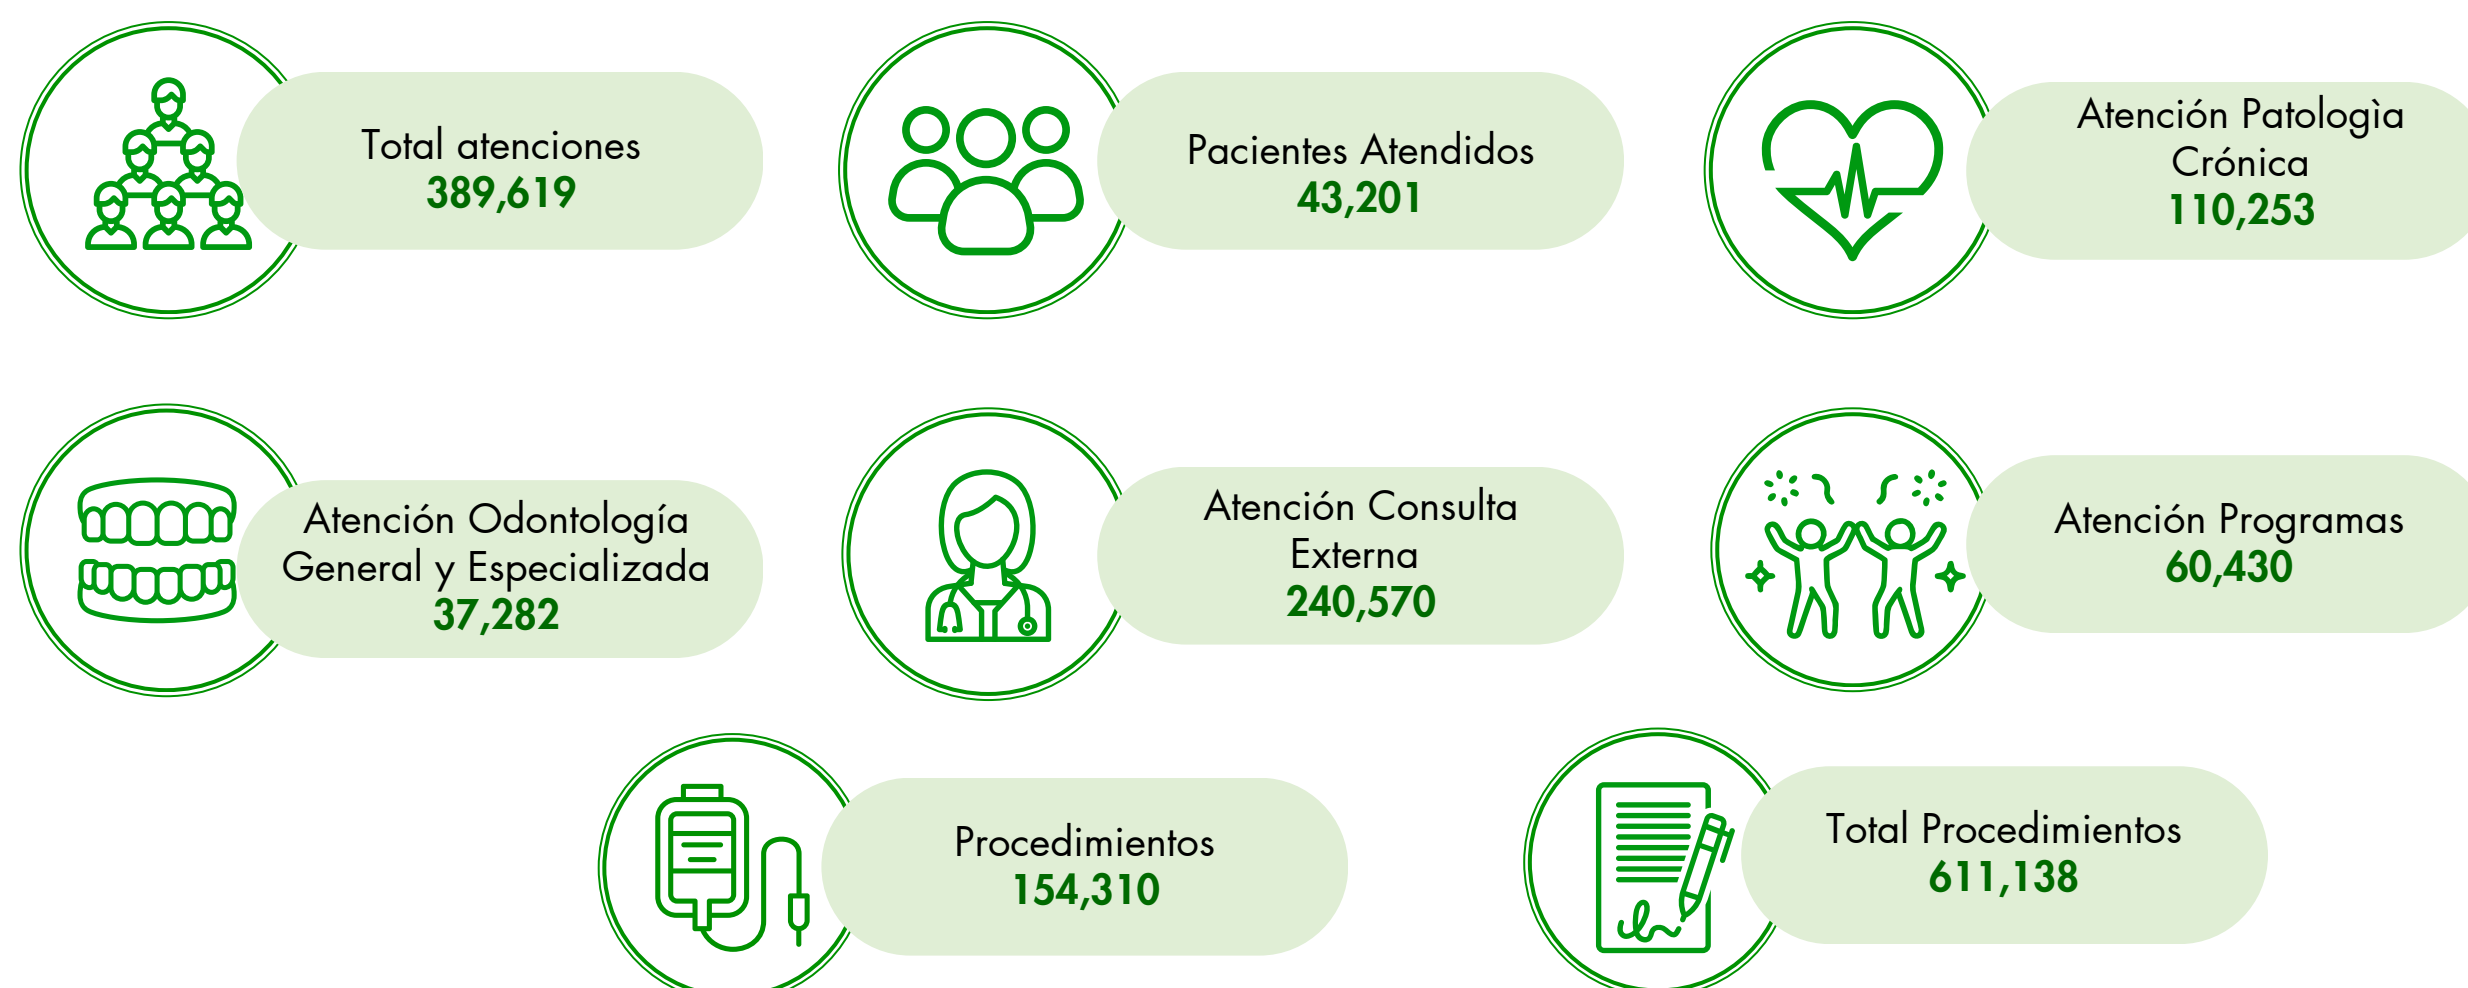 Total atenciones
389,619
Pacientes Atendidos
43,201
Atención Patologìa
Crónica
110,253
Atención Odontología
General y Especializada
37,282
Atención Consulta
Externa
240,570
Atención Programas
60,430
Procedimientos
154,310
Total Procedimientos
611,138